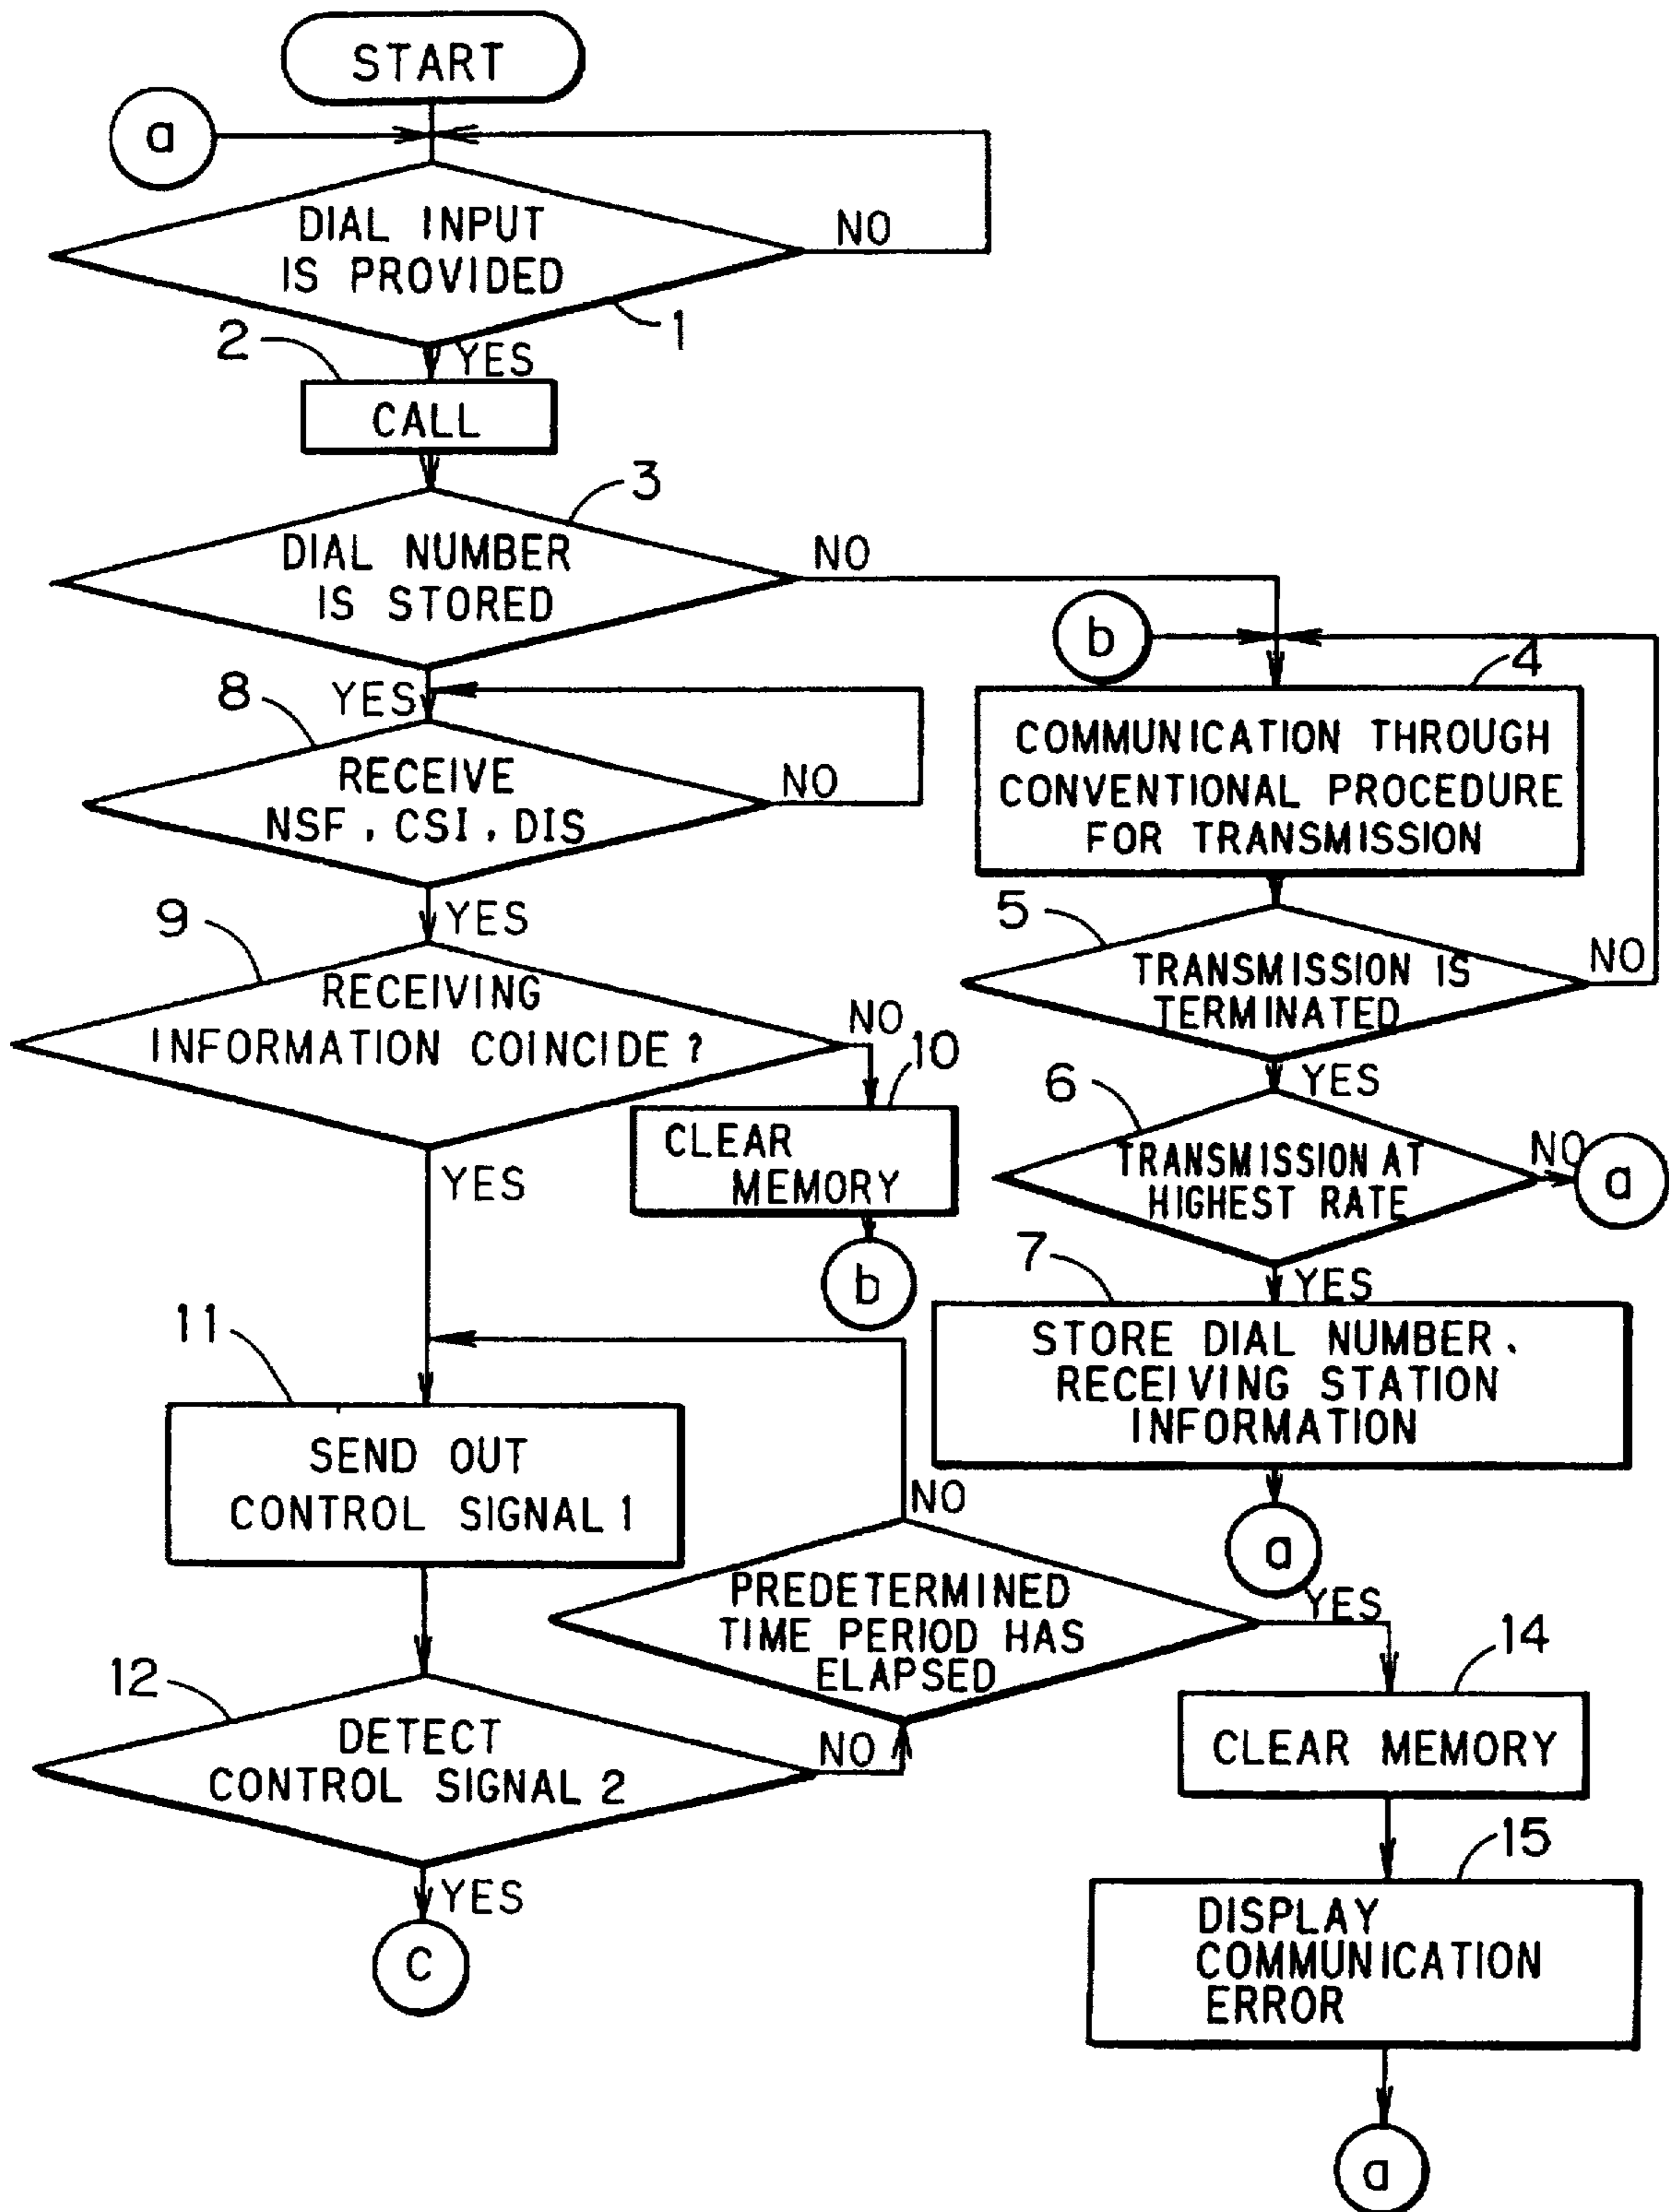 START
a
DIAL INPUT
IS PROVIDED
NO
1
2
YES
CALL
3
DIAL NUMBER
IS STORED
NO
b
4
YES
8
RECEIVE
NSF, CSI, DIS
NO
COMMUNICATION THROUGH
CONVENTIONAL PROCEDURE
FOR TRANSMISSION
5
TRANSMISSION IS
TERMINATED
NO
YES
9
RECEIVING
INFORMATION COINCIDE?
NO
10
CLEAR
MEMORY
b
YES
6
YES
TRANSMISSION AT
HIGHEST RATE
NO
a
7
YES
STORE DIAL NUMBER.
RECEIVING STATION
INFORMATION
a
11
SEND OUT
CONTROL SIGNAL 1
NO
PREDETERMINED
TIME PERIOD HAS
ELAPSED
YES
12
DETECT
CONTROL SIGNAL 2
NO
14
CLEAR MEMORY
YES
C
15
DISPLAY
COMMUNICATION
ERROR
a